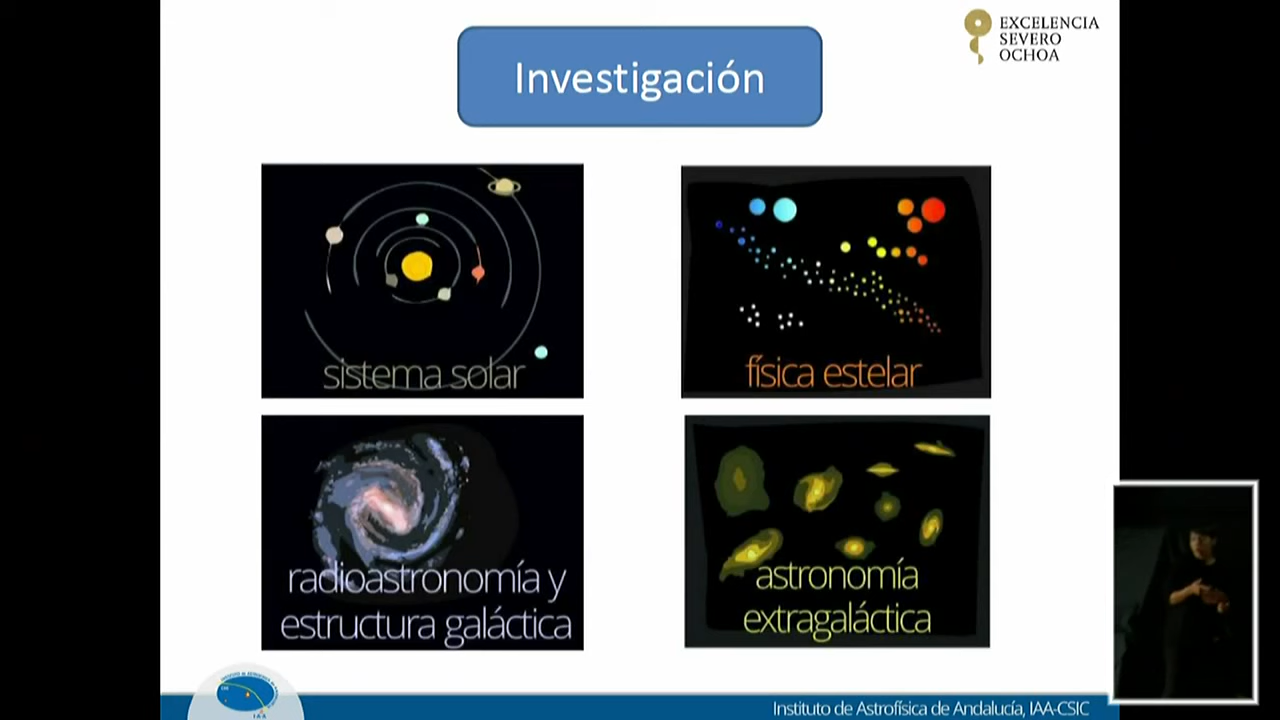 EXCELENCIA
SEVERO
OCHOA
Investigación
sistema solar
física estelar
radioastronomía y
estructura galáctica
astronomía
extragaláctica
IAA
Instituto de Astrofísica de Andalucía, IAA-CSIC